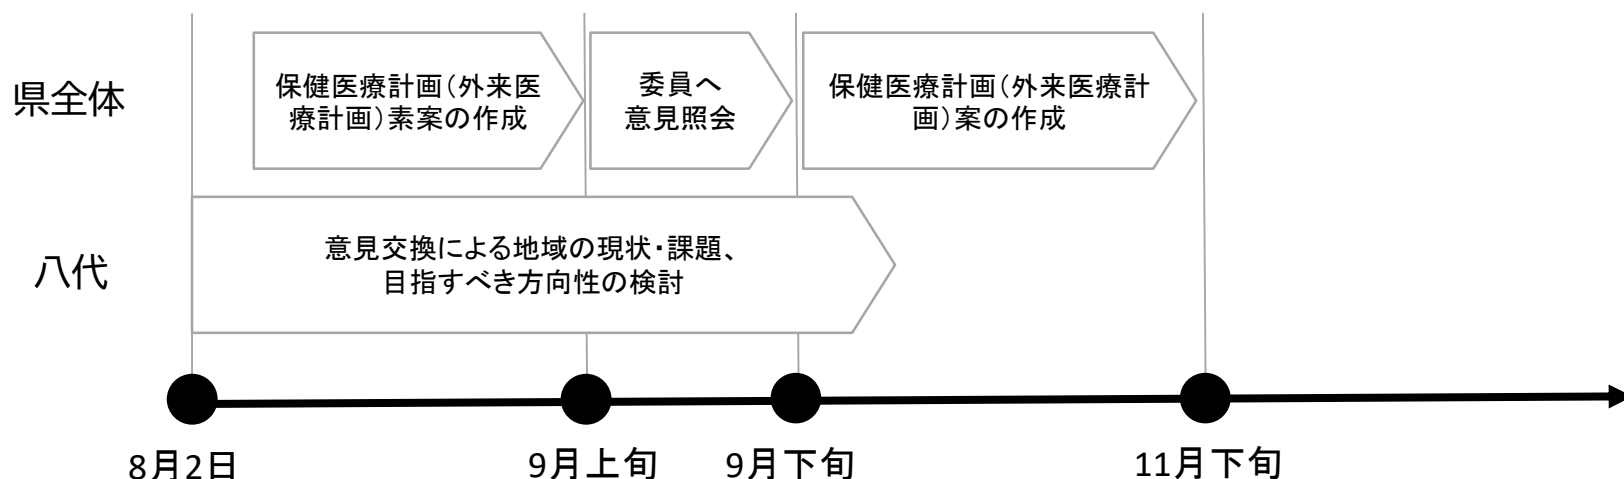 県全体
保健医療計画(外来医
療計画)素案の作成
委員へ
意見照会
保健医療計画(外来医療計
画)案の作成
八代
意見交換による地域の現状・課題、
目指すべき方向性の検討
8月2日
9月上旬
9月下旬
11月下旬